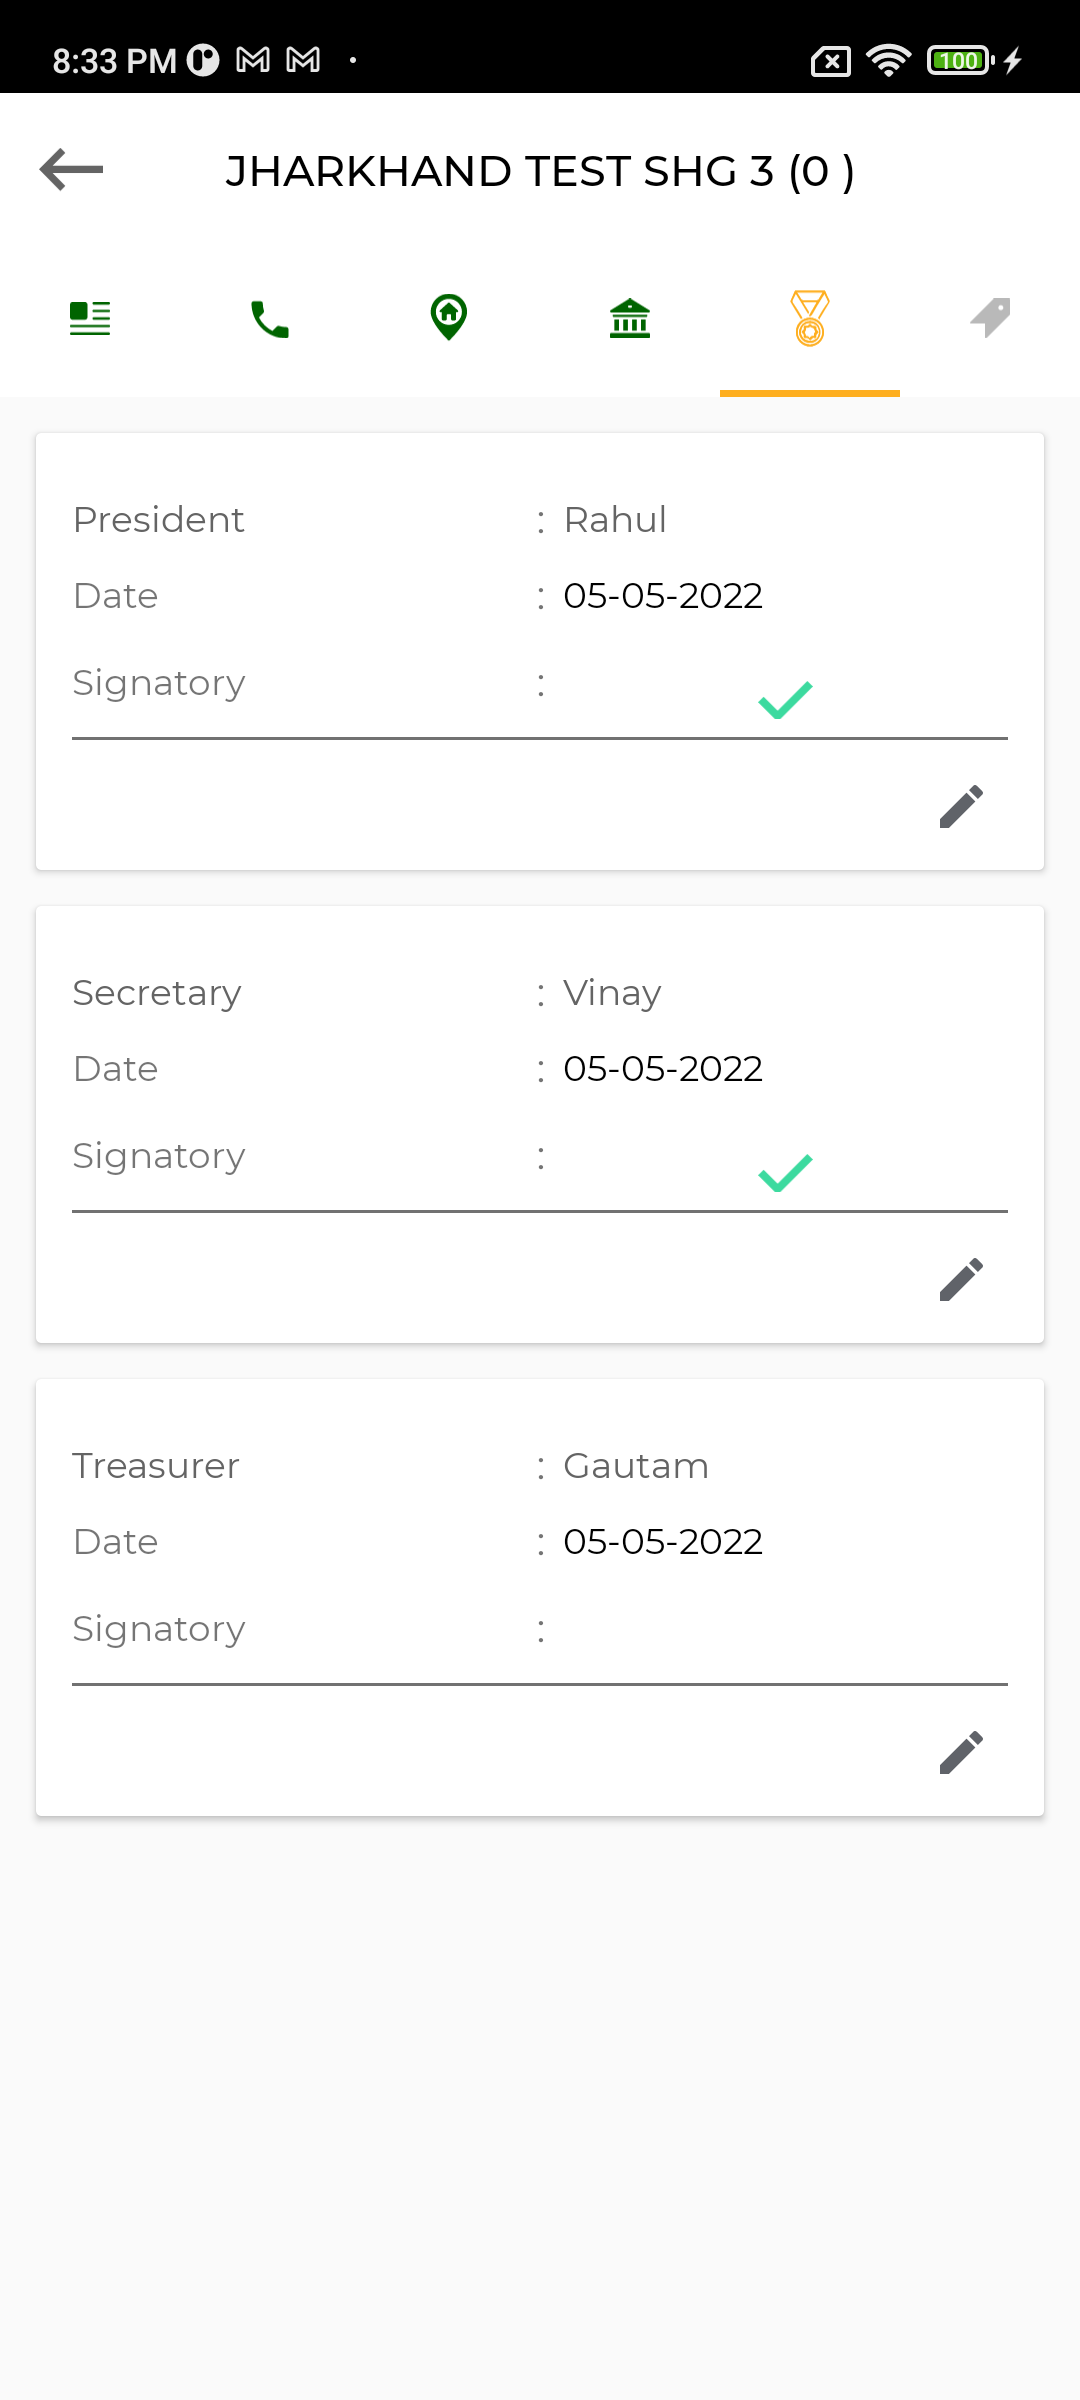 8:33 PM
100
JHARKHAND TEST SHG 3 (0 )
President : Rahul
Date : 05-05-2022
Signatory :
Secretary : Vinay
Date : 05-05-2022
Signatory :
Treasurer : Gautam
Date : 05-05-2022
Signatory :